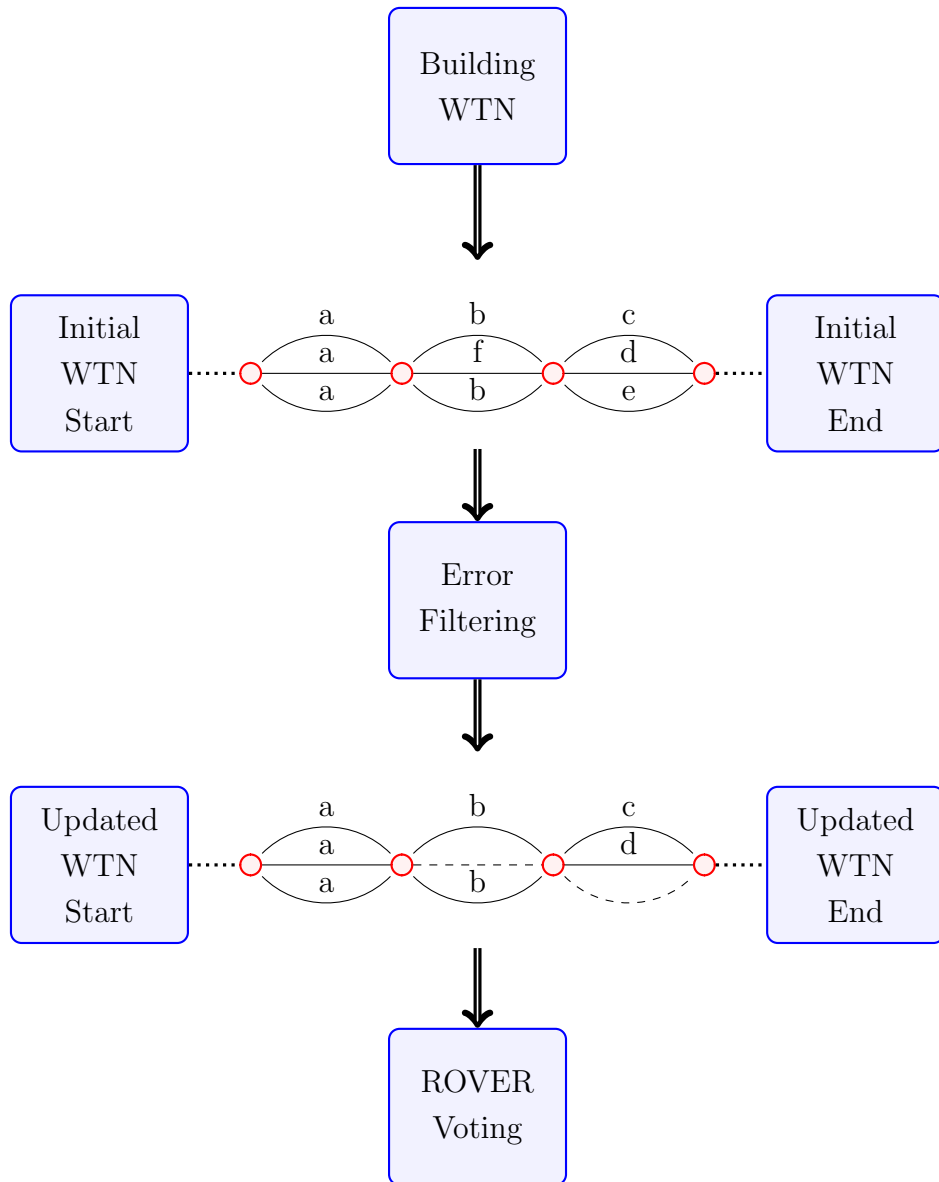 Building
WTN
a b c
Initial a f d Initial
WTN a b e WTN
Start End
Error
Filtering
a b c
Updated a d Updated
WTN a b WTN
Start End
ROVER
Voting